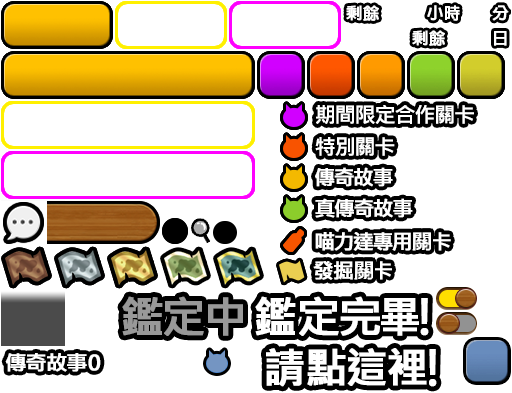 剩餘 小時 分
剩餘 日
期間限定合作關卡
特別關卡
傳奇故事
真傳奇故事
喵力達專用關卡
發掘關卡
鑑定中 鑑定完畢!
傳奇故事0
請點這裡!